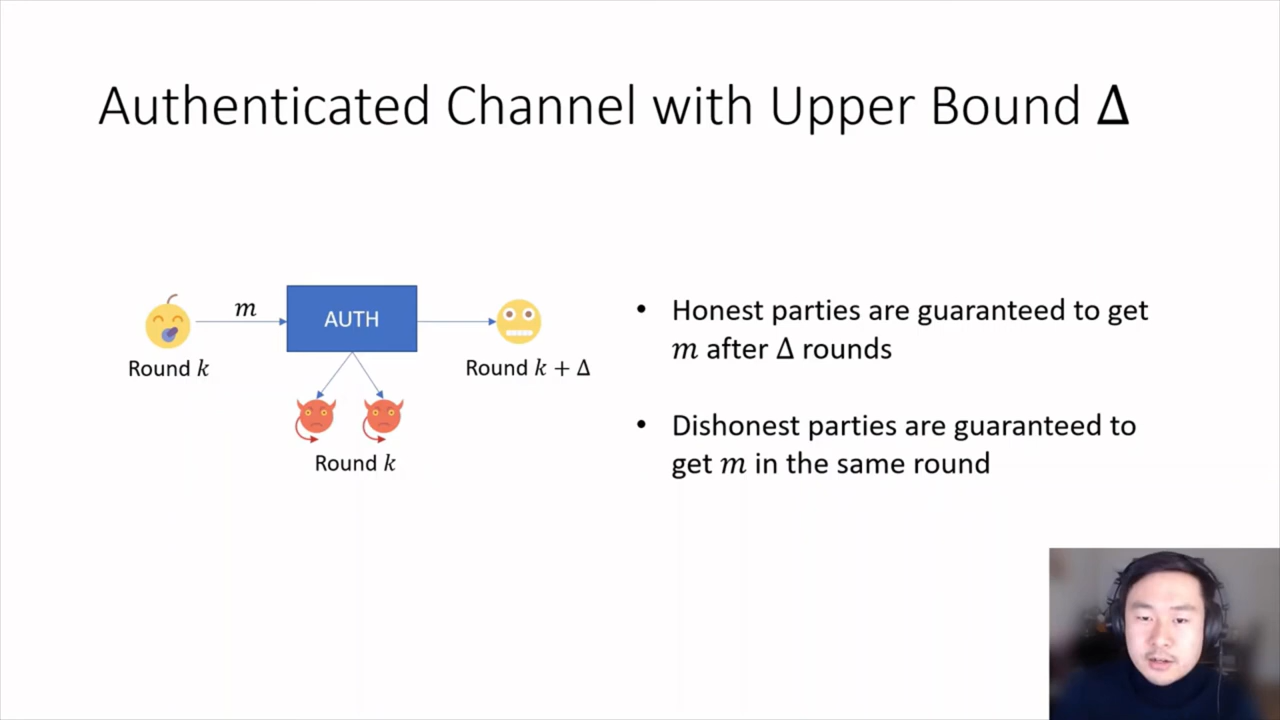 Authenticated Channel with Upper Bound Δ
m
AUTH
Round k
Round k + Δ
Round k
• Honest parties are guaranteed to get
m after Δ rounds
• Dishonest parties are guaranteed to
get m in the same round